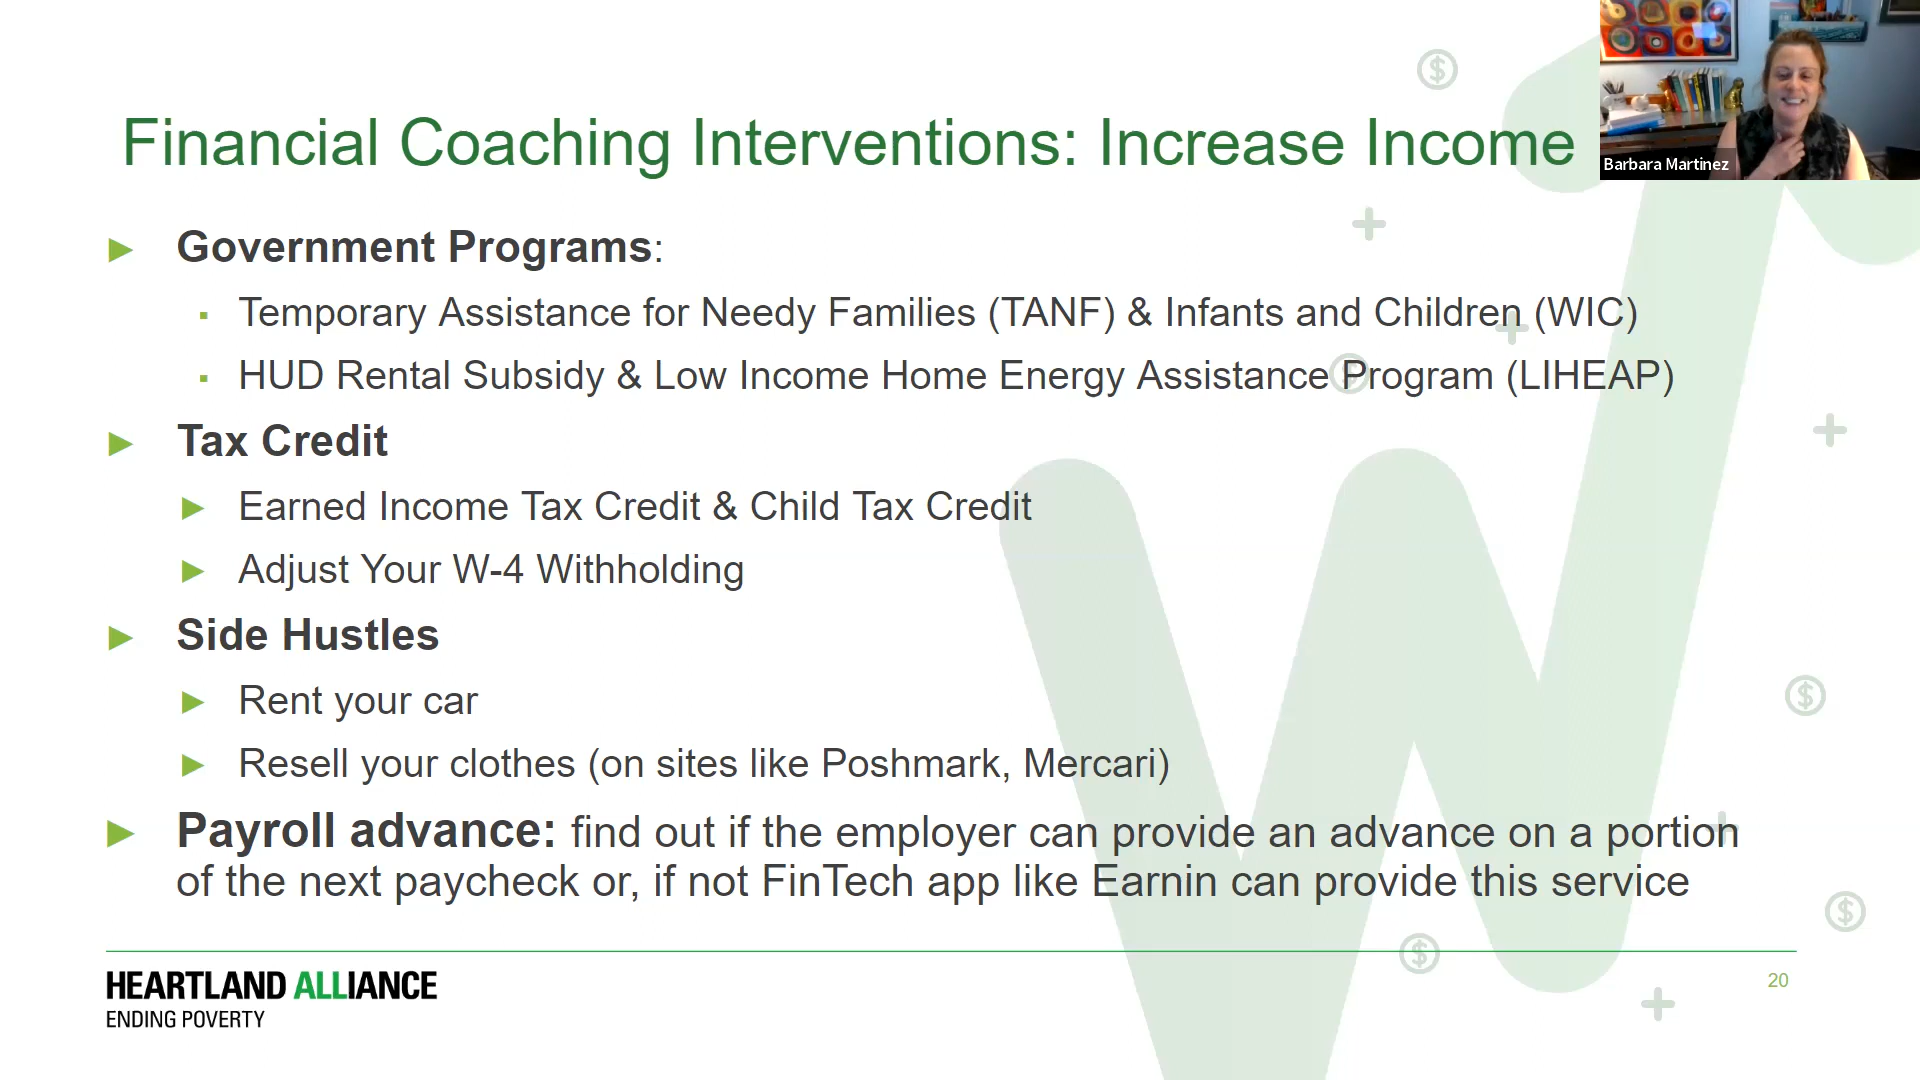 Financial Coaching Interventions: Increase Income
Barbara Martinez
► Government Programs:
▪ Temporary Assistance for Needy Families (TANF) & Infants and Children (WIC)
▪ HUD Rental Subsidy & Low Income Home Energy Assistance Program (LIHEAP)
► Tax Credit
► Earned Income Tax Credit & Child Tax Credit
► Adjust Your W-4 Withholding
► Side Hustles
► Rent your car
► Resell your clothes (on sites like Poshmark, Mercari)
► Payroll advance: find out if the employer can provide an advance on a portion
of the next paycheck or, if not FinTech app like Earnin can provide this service
HEARTLAND ALLIANCE
ENDING POVERTY
20